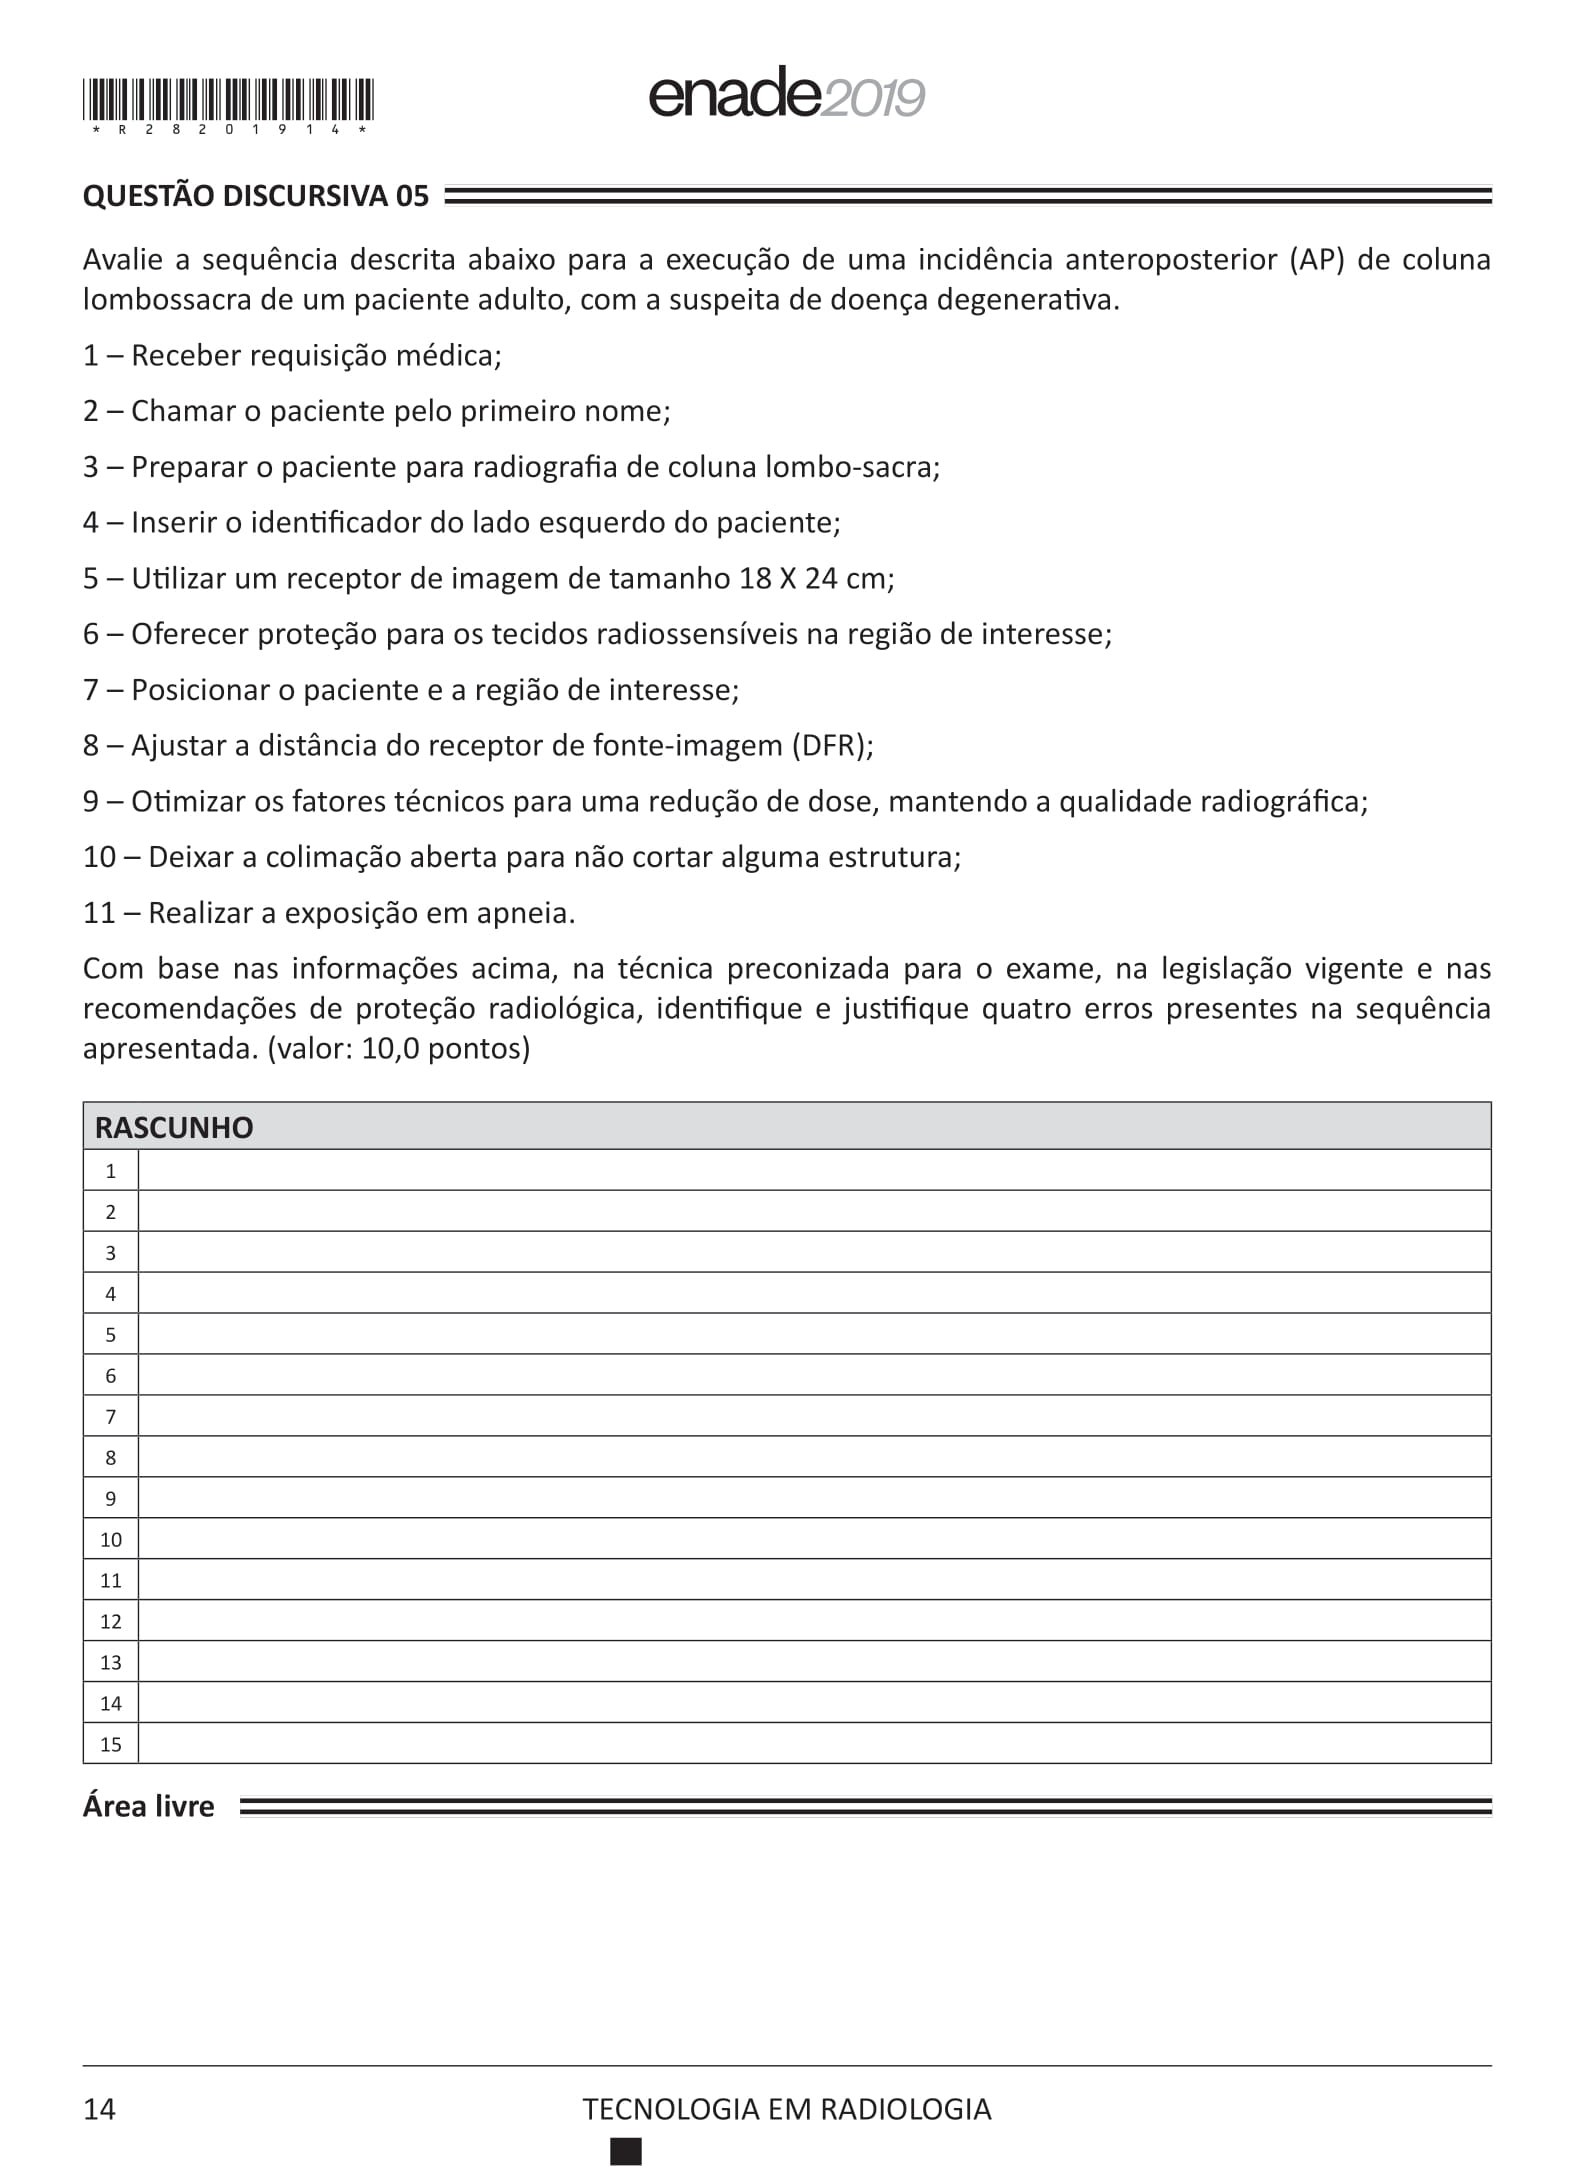 *R28201914*
enade2019
QUESTÃO DISCURSIVA 05
Avalie a sequência descrita abaixo para a execução de uma incidência anteroposterior (AP) de coluna
lombossacra de um paciente adulto, com a suspeita de doença degenerativa.
1 – Receber requisição médica;
2 – Chamar o paciente pelo primeiro nome;
3 – Preparar o paciente para radiografia de coluna lombo-sacra;
4 – Inserir o identificador do lado esquerdo do paciente;
5 – Utilizar um receptor de imagem de tamanho 18 X 24 cm;
6 – Oferecer proteção para os tecidos radiossensíveis na região de interesse;
7 – Posicionar o paciente e a região de interesse;
8 – Ajustar a distância do receptor de fonte-imagem (DFR);
9 – Otimizar os fatores técnicos para uma redução de dose, mantendo a qualidade radiográfica;
10 – Deixar a colimação aberta para não cortar alguma estrutura;
11 – Realizar a exposição em apneia.
Com base nas informações acima, na técnica preconizada para o exame, na legislação vigente e nas
recomendações de proteção radiológica, identifique e justifique quatro erros presentes na sequência
apresentada. (valor: 10,0 pontos)
RASCUNHO
1
2
3
4
5
6
7
8
9
10
11
12
13
14
15
Área livre
14
TECNOLOGIA EM RADIOLOGIA